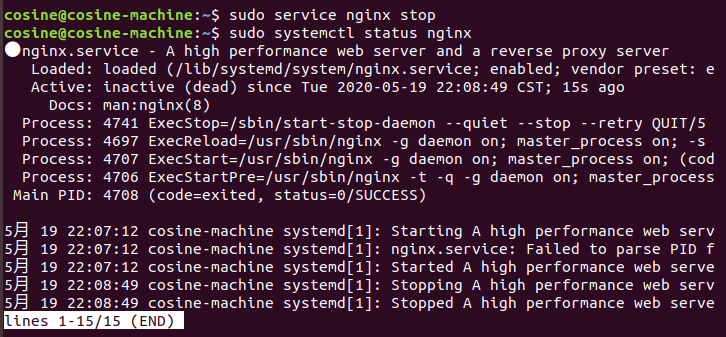 cosine@cosine-machine:~$ sudo service nginx stop
cosine@cosine-machine:~$ sudo systemctl status nginx
●nginx.service - A high performance web server and a reverse proxy server
   Loaded: loaded (/lib/systemd/system/nginx.service; enabled; vendor preset: e
   Active: inactive (dead) since Tue 2020-05-19 22:08:49 CST; 15s ago
     Docs: man:nginx(8)
  Process: 4741 ExecStop=/sbin/start-stop-daemon --quiet --stop --retry QUIT/5
  Process: 4697 ExecReload=/usr/sbin/nginx -g daemon on; master_process on; -s
  Process: 4707 ExecStart=/usr/sbin/nginx -g daemon on; master_process on; (cod
  Process: 4706 ExecStartPre=/usr/sbin/nginx -t -q -g daemon on; master_process
 Main PID: 4708 (code=exited, status=0/SUCCESS)

5月 19 22:07:12 cosine-machine systemd[1]: Starting A high performance web serv
5月 19 22:07:12 cosine-machine systemd[1]: nginx.service: Failed to parse PID f
5月 19 22:07:12 cosine-machine systemd[1]: Started A high performance web serve
5月 19 22:08:49 cosine-machine systemd[1]: Stopping A high performance web serv
5月 19 22:08:49 cosine-machine systemd[1]: Stopped A high performance web serve
lines 1-15/15 (END)